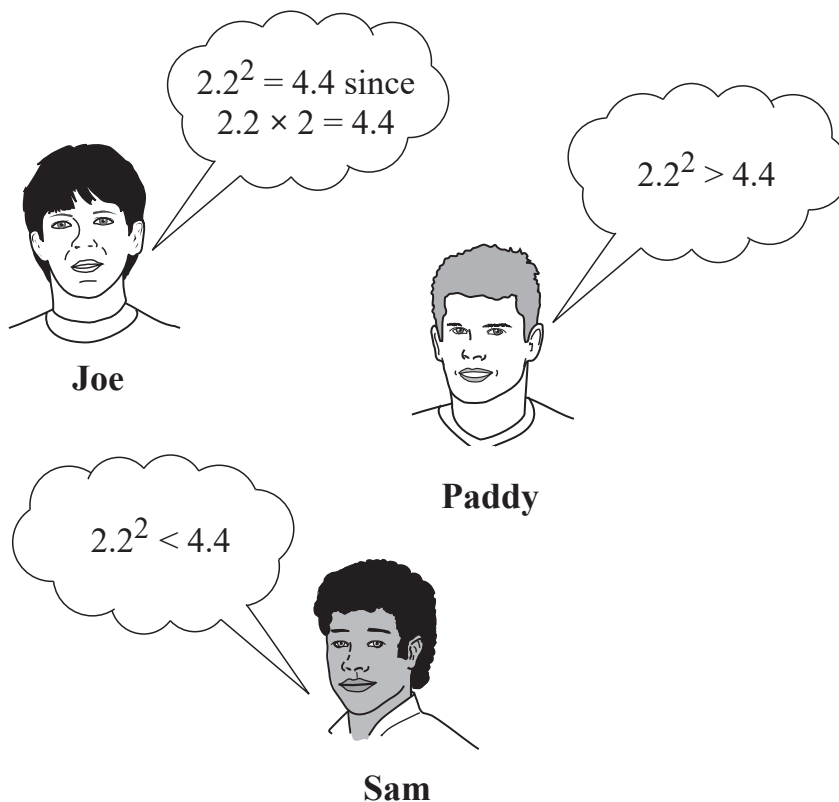 2.2² = 4.4 since
2.2 × 2 = 4.4
Joe
2.2² > 4.4
Paddy
2.2² < 4.4
Sam